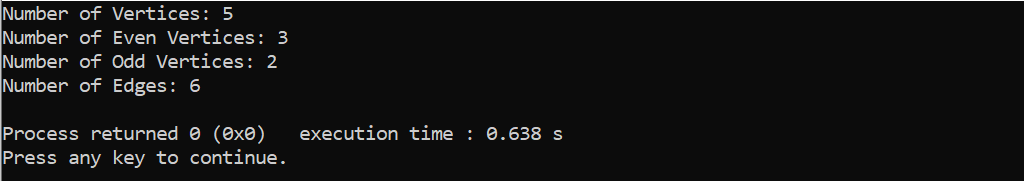 Number of Vertices: 5
Number of Even Vertices: 3
Number of Odd Vertices: 2
Number of Edges: 6
Process returned 0 (0x0)   execution time : 0.638 s
Press any key to continue.